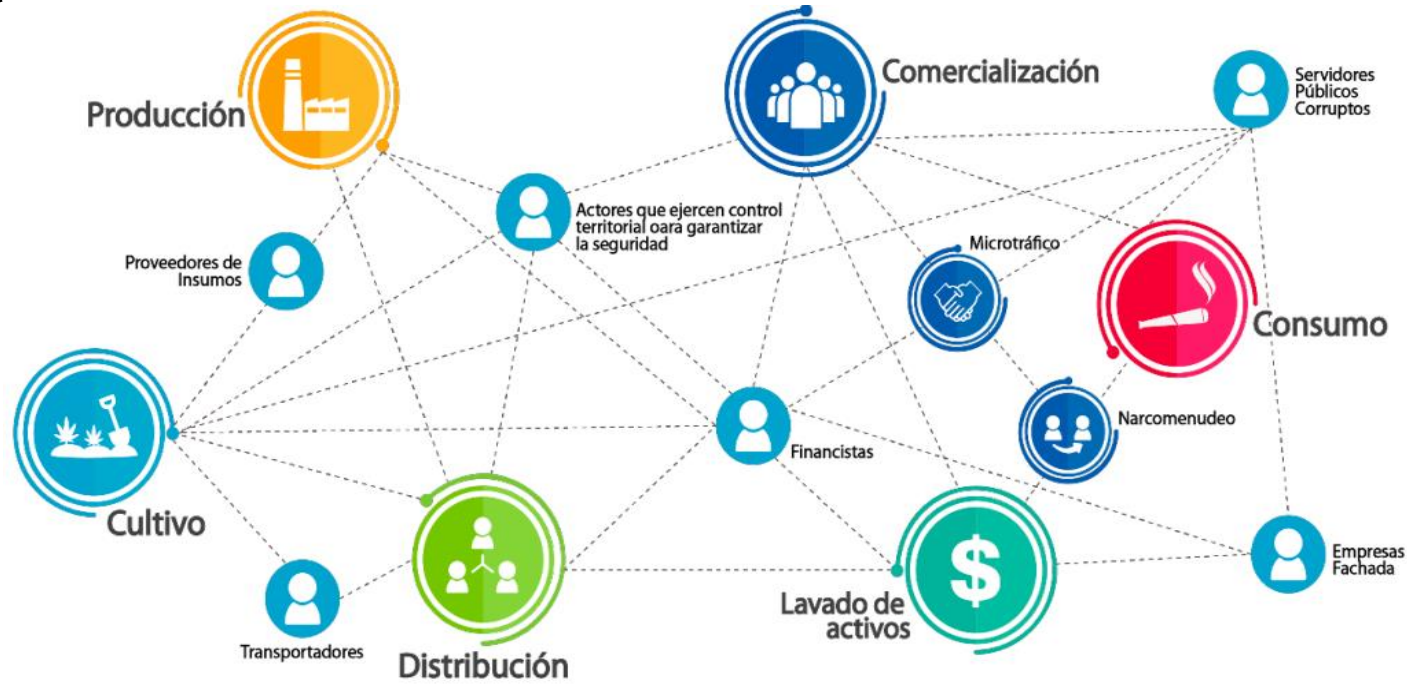 Producción
Comercialización
Servidores
Públicos
Corruptos
Actores que ejercen control
territorial oara garantizar
la seguridad
Microtráfico
Proveedores de
Insumos
Consumo
Narcomenudeo
Financistas
Cultivo
$
Empresas
Fachada
Lavado de
activos
Transportadores
Distribución